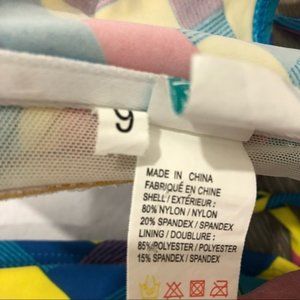 9
MADE IN CHINA
FABRIQUÉ EN CHINE
SHELL / EXTÉRIEUR :
80% NYLON / NYLON
20% SPANDEX / SPANDEX
LINING / DOUBLURE :
85%POLYESTER / POLYESTER
15% SPANDEX / SPANDEX